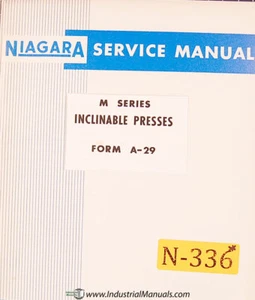 NIAGARA SERVICE MANUAL
M SERIES
INCLINABLE PRESSES
FORM A-29
N-336
www.IndustrialManuals.com